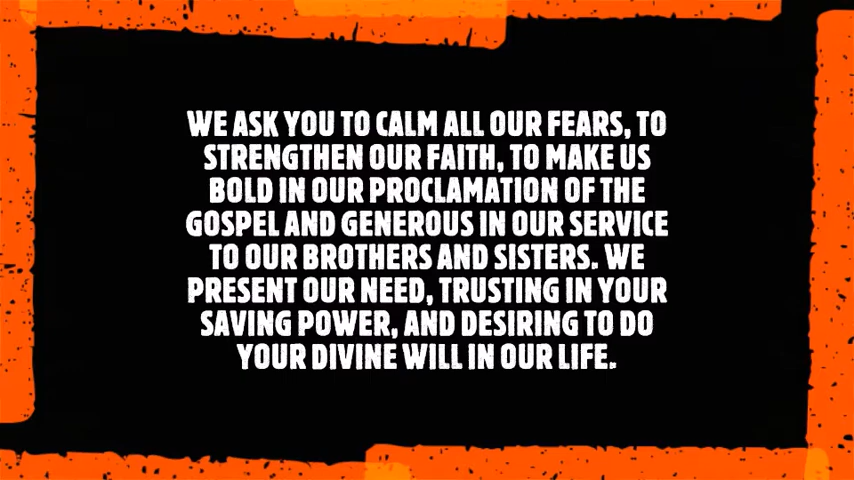 WE ASK YOU TO CALM ALL OUR FEARS, TO
STRENGTHEN OUR FAITH, TO MAKE US
BOLD IN OUR PROCLAMATION OF THE
GOSPEL AND GENEROUS IN OUR SERVICE
TO OUR BROTHERS AND SISTERS. WE
PRESENT OUR NEED, TRUSTING IN YOUR
SAVING POWER, AND DESIRING TO DO
YOUR DIVINE WILL IN OUR LIFE.